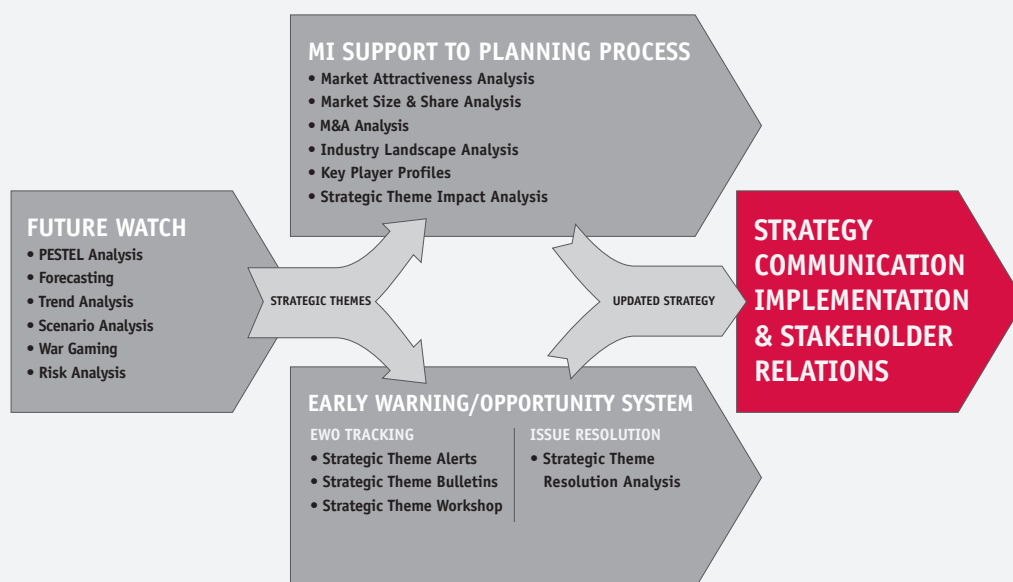 MI SUPPORT TO PLANNING PROCESS
• Market Attractiveness Analysis
• Market Size & Share Analysis
• M&A Analysis
• Industry Landscape Analysis
• Key Player Profiles
• Strategic Theme Impact Analysis
FUTURE WATCH
• PESTEL Analysis
• Forecasting
• Trend Analysis
• Scenario Analysis
• War Gaming
• Risk Analysis
STRATEGIC THEMES
UPDATED STRATEGY
STRATEGY
COMMUNICATION
IMPLEMENTATION
& STAKEHOLDER
RELATIONS
EARLY WARNING/OPPORTUNITY SYSTEM
EWO TRACKING
• Strategic Theme Alerts
• Strategic Theme Bulletins
• Strategic Theme Workshop
ISSUE RESOLUTION
• Strategic Theme
Resolution Analysis